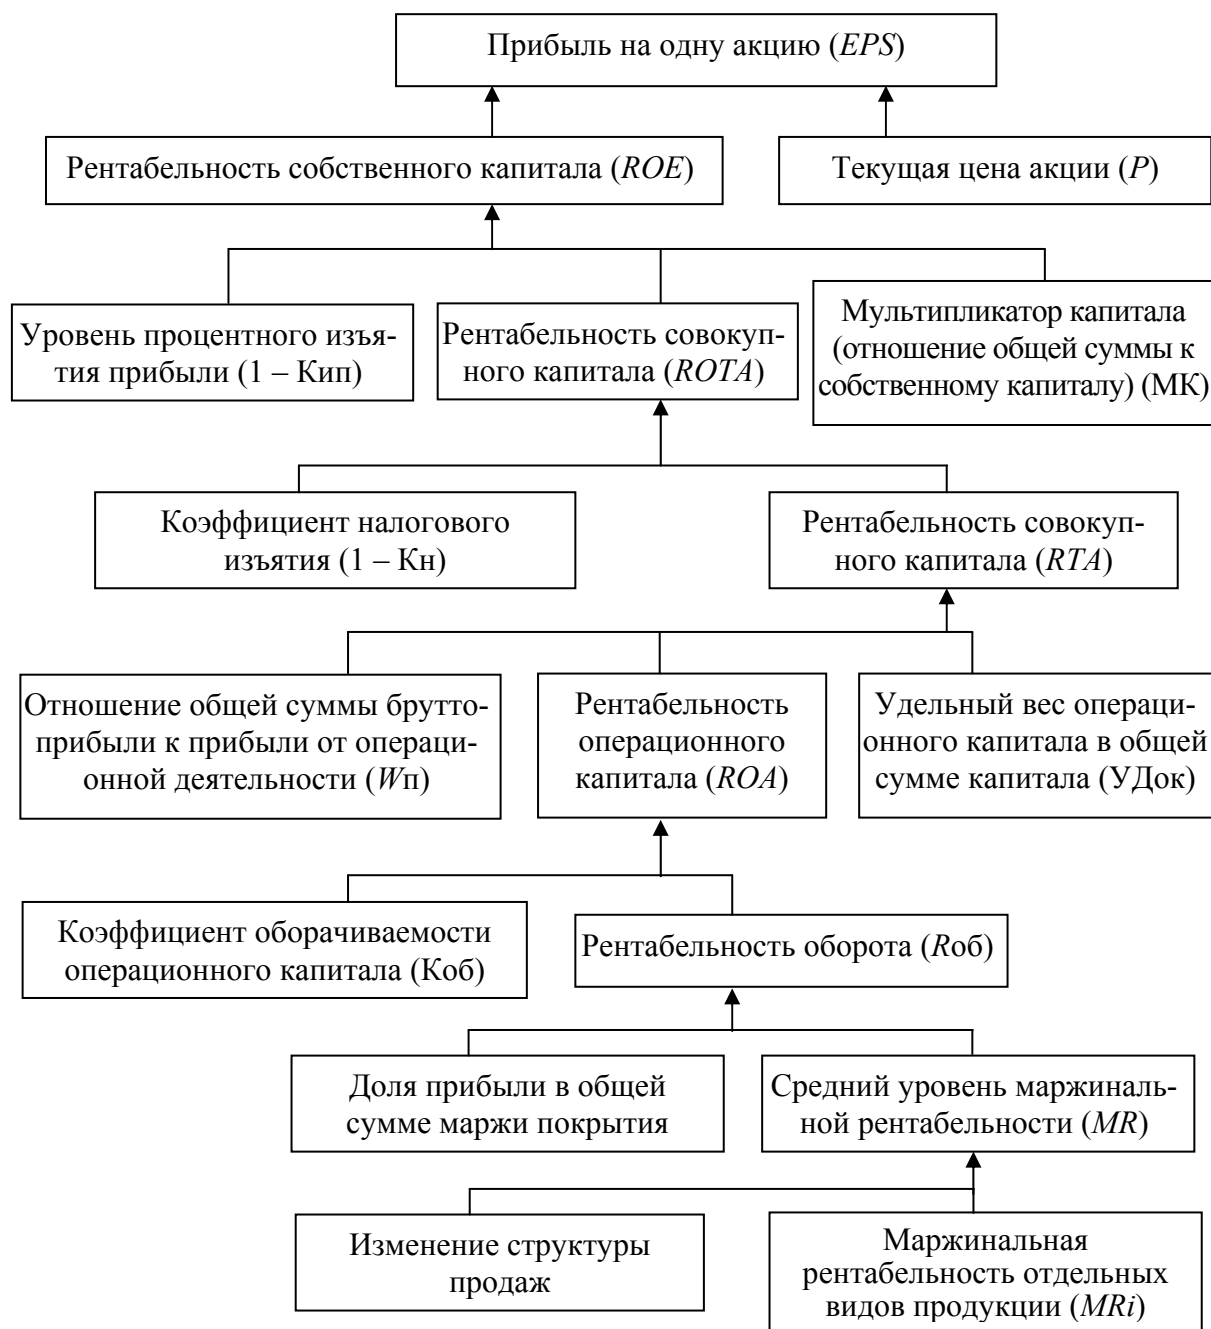 Прибыль на одну акцию (EPS)
Рентабельность собственного капитала (ROE)
Текущая цена акции (P)
Уровень процентного изъя-
тия прибыли (1 – Кип)
Рентабельность совокуп-
ного капитала (ROTA)
Мультипликатор капитала
(отношение общей суммы к
собственному капиталу) (МК)
Коэффициент налогового
изъятия (1 – Кн)
Рентабельность совокуп-
ного капитала (RTA)
Отношение общей суммы брутто-
прибыли к прибыли от операци-
онной деятельности (Wп)
Рентабельность
операционного
капитала (ROA)
Удельный вес операци-
онного капитала в общей
сумме капитала (УДок)
Коэффициент оборачиваемости
операционного капитала (Коб)
Рентабельность оборота (Rоб)
Доля прибыли в общей
сумме маржи покрытия
Средний уровень маржиналь-
ной рентабельности (MR)
Изменение структуры
продаж
Маржинальная
рентабельность отдельных
видов продукции (MRi)